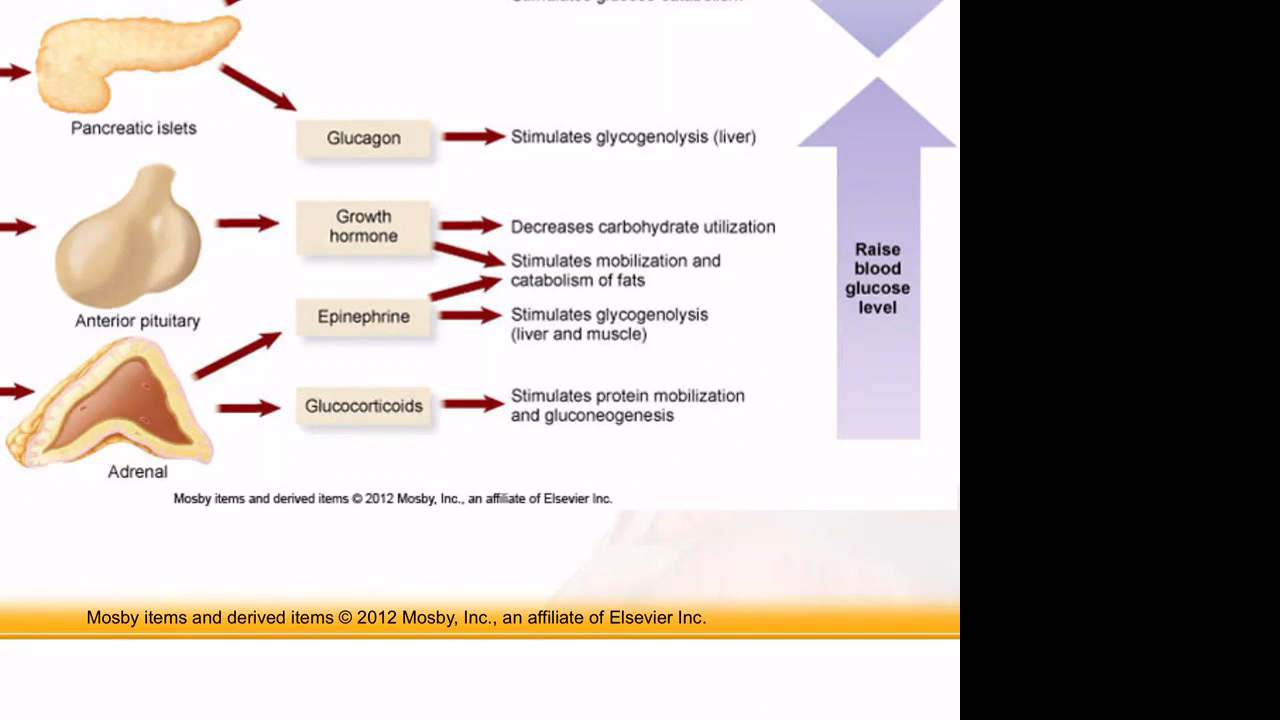 Pancreatic islets
Glucagon
Stimulates glycogenolysis (liver)
Growth
hormone
Decreases carbohydrate utilization
Stimulates mobilization and
catabolism of fats
Anterior pituitary
Epinephrine
Stimulates glycogenolysis
(liver and muscle)
Raise
blood
glucose
level
Glucocorticoids
Stimulates protein mobilization
and gluconeogenesis
Adrenal
Mosby items and derived items © 2012 Mosby, Inc., an affiliate of Elsevier Inc.
Mosby items and derived items © 2012 Mosby, Inc., an affiliate of Elsevier Inc.